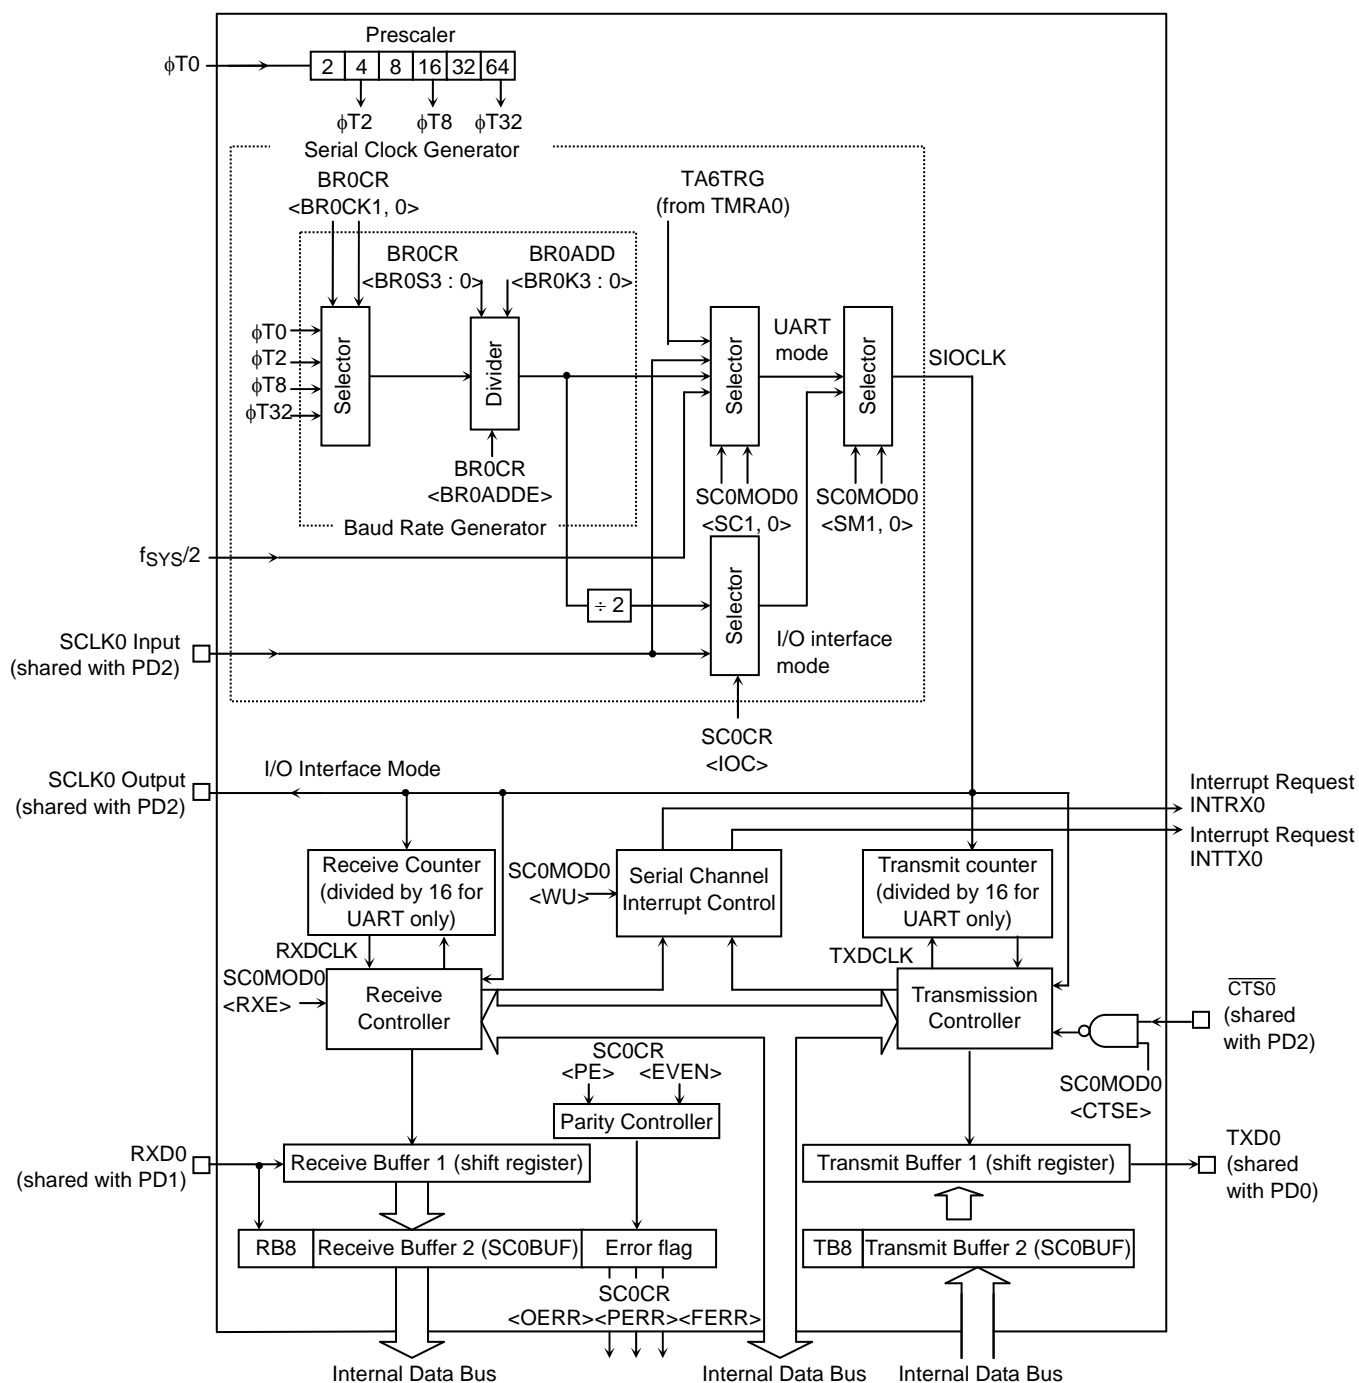 Prescaler
ϕT0
2 4 8 16 32 64
ϕT2 ϕT8 ϕT32
Serial Clock Generator
BR0CR
<BR0CK1, 0>
TA6TRG
(from TMRA0)
BR0CR
<BR0S3 : 0>
BR0ADD
<BR0K3 : 0>
ϕT0
ϕT2
ϕT8
ϕT32
Selector
Divider
Selector
UART
mode
Selector
SIOCLK
BR0CR
<BR0ADDE>
Baud Rate Generator
SC0MOD0
<SC1, 0>
SC0MOD0
<SM1, 0>
fSYS/2
÷ 2
Selector
I/O interface
mode
SCLK0 Input
(shared with PD2)
SC0CR
<IOC>
SCLK0 Output
(shared with PD2)
I/O Interface Mode
Interrupt Request
INTRX0
Interrupt Request
INTTX0
Receive Counter
(divided by 16 for
UART only)
SC0MOD0
<WU>
Serial Channel
Interrupt Control
Transmit counter
(divided by 16 for
UART only)
RXDCLK
TXDCLK
SC0MOD0
<RXE>
Receive
Controller
Transmission
Controller
CTS0
(shared
with PD2)
SC0MOD0
<CTSE>
SC0CR
<PE> <EVEN>
Parity Controller
RXD0
(shared with PD1)
Receive Buffer 1 (shift register)
Transmit Buffer 1 (shift register)
TXD0
(shared
with PD0)
RB8
Receive Buffer 2 (SC0BUF)
Error flag
TB8
Transmit Buffer 2 (SC0BUF)
SC0CR
<OERR><PERR><FERR>
Internal Data Bus
Internal Data Bus
Internal Data Bus